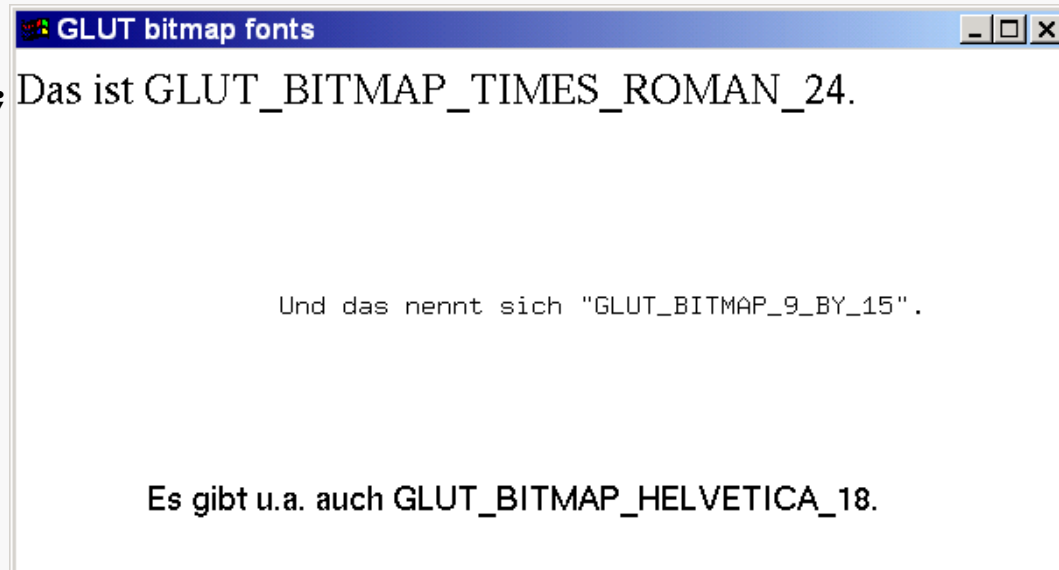 GLUT bitmap fonts
Das ist GLUT_BITMAP_TIMES_ROMAN_24.
Und das nennt sich "GLUT_BITMAP_9_BY_15".
Es gibt u.a. auch GLUT_BITMAP_HELVETICA_18.